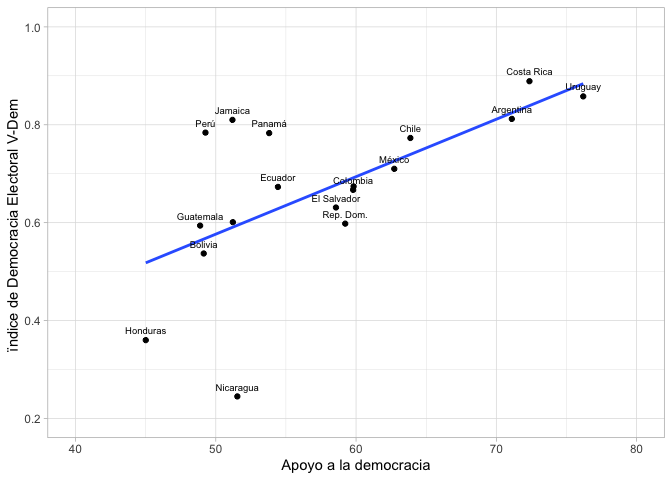 ïndice de Democracia Electoral V-Dem
1.0
0.8
0.6
0.4
0.2
Costa Rica
Uruguay
Jamaica
Argentina
Perú
Panamá
Chile
México
Ecuador
Colombia
El Salvador
Guatemala
Rep. Dom.
Bolivia
Honduras
Nicaragua
40 50 60 70 80
Apoyo a la democracia